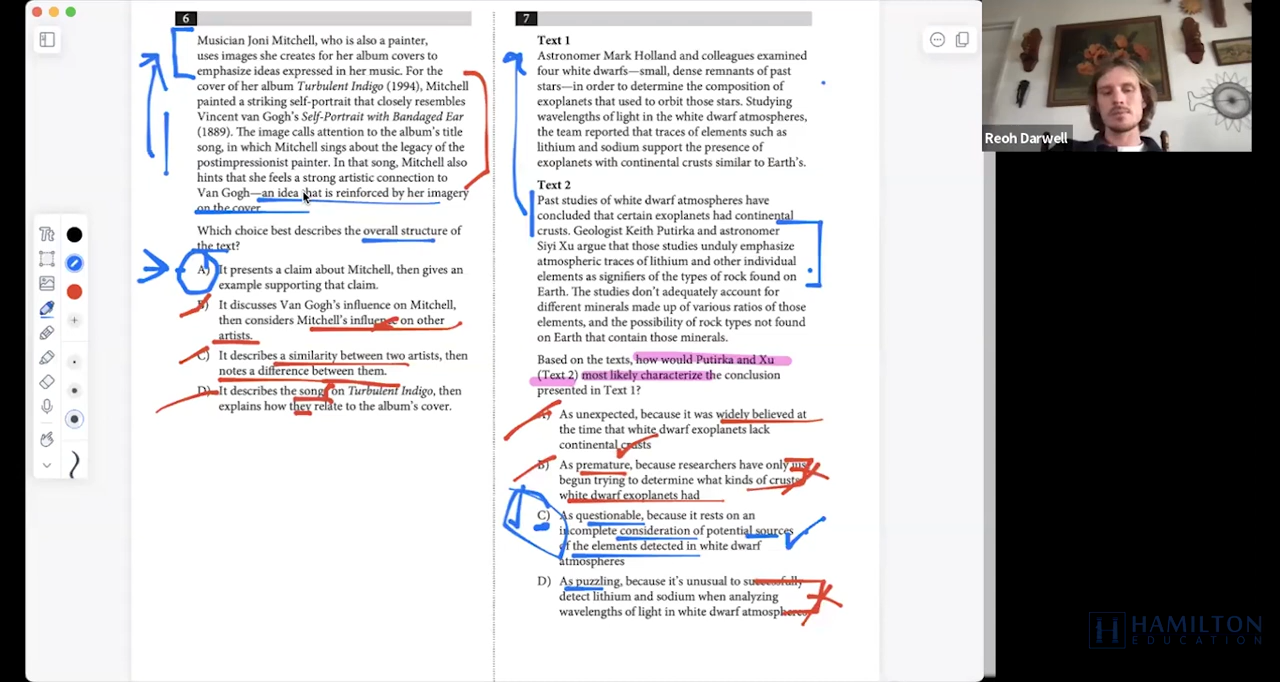 6
Musician Joni Mitchell, who is also a painter,
uses images she creates for her album covers to
emphasize ideas expressed in her music. For the
cover of her album Turbulent Indigo (1994), Mitchell
painted a striking self-portrait that closely resembles
Vincent van Gogh's Self-Portrait with Bandaged Ear
(1889). The image calls attention to the album's title
song, in which Mitchell sings about the legacy of the
postimpressionist painter. In that song, Mitchell also
hints that she feels a strong artistic connection to
Van Gogh—an idea that is reinforced by her imagery
on the cover.
Which choice best describes the overall structure of
the text?
A) It presents a claim about Mitchell, then gives an
example supporting that claim.
B) It discusses Van Gogh's influence on Mitchell,
then considers Mitchell's influence on other
artists.
C) It describes a similarity between two artists, then
notes a difference between them.
D) It describes the songs on Turbulent Indigo, then
explains how they relate to the album's cover.
7
Text 1
Astronomer Mark Holland and colleagues examined
four white dwarfs—small, dense remnants of past
stars—in order to determine the composition of
exoplanets that used to orbit those stars. Studying
wavelengths of light in the white dwarf atmospheres,
the team reported that traces of elements such as
lithium and sodium support the presence of
exoplanets with continental crusts similar to Earth's.
Text 2
Past studies of white dwarf atmospheres have
concluded that certain exoplanets had continental
crusts. Geologist Keith Putirka and astronomer
Siyi Xu argue that those studies unduly emphasize
atmospheric traces of lithium and other individual
elements as signifiers of the types of rock found on
Earth. The studies don't adequately account for
different minerals made up of various ratios of those
elements, and the possibility of rock types not found
on Earth that contain those minerals.
Based on the texts, how would Putirka and Xu
(Text 2) most likely characterize the conclusion
presented in Text 1?
A) As unexpected, because it was widely believed at
the time that white dwarf exoplanets lack
continental crusts
B) As premature, because researchers have only just
begun trying to determine what kinds of crusts
white dwarf exoplanets had
C) As questionable, because it rests on an
incomplete consideration of potential sources
of the elements detected in white dwarf
atmospheres
D) As puzzling, because it's unusual to successfully
detect lithium and sodium when analyzing
wavelengths of light in white dwarf atmospheres
Reoh Darwell
HAMILTON
EDUCATION